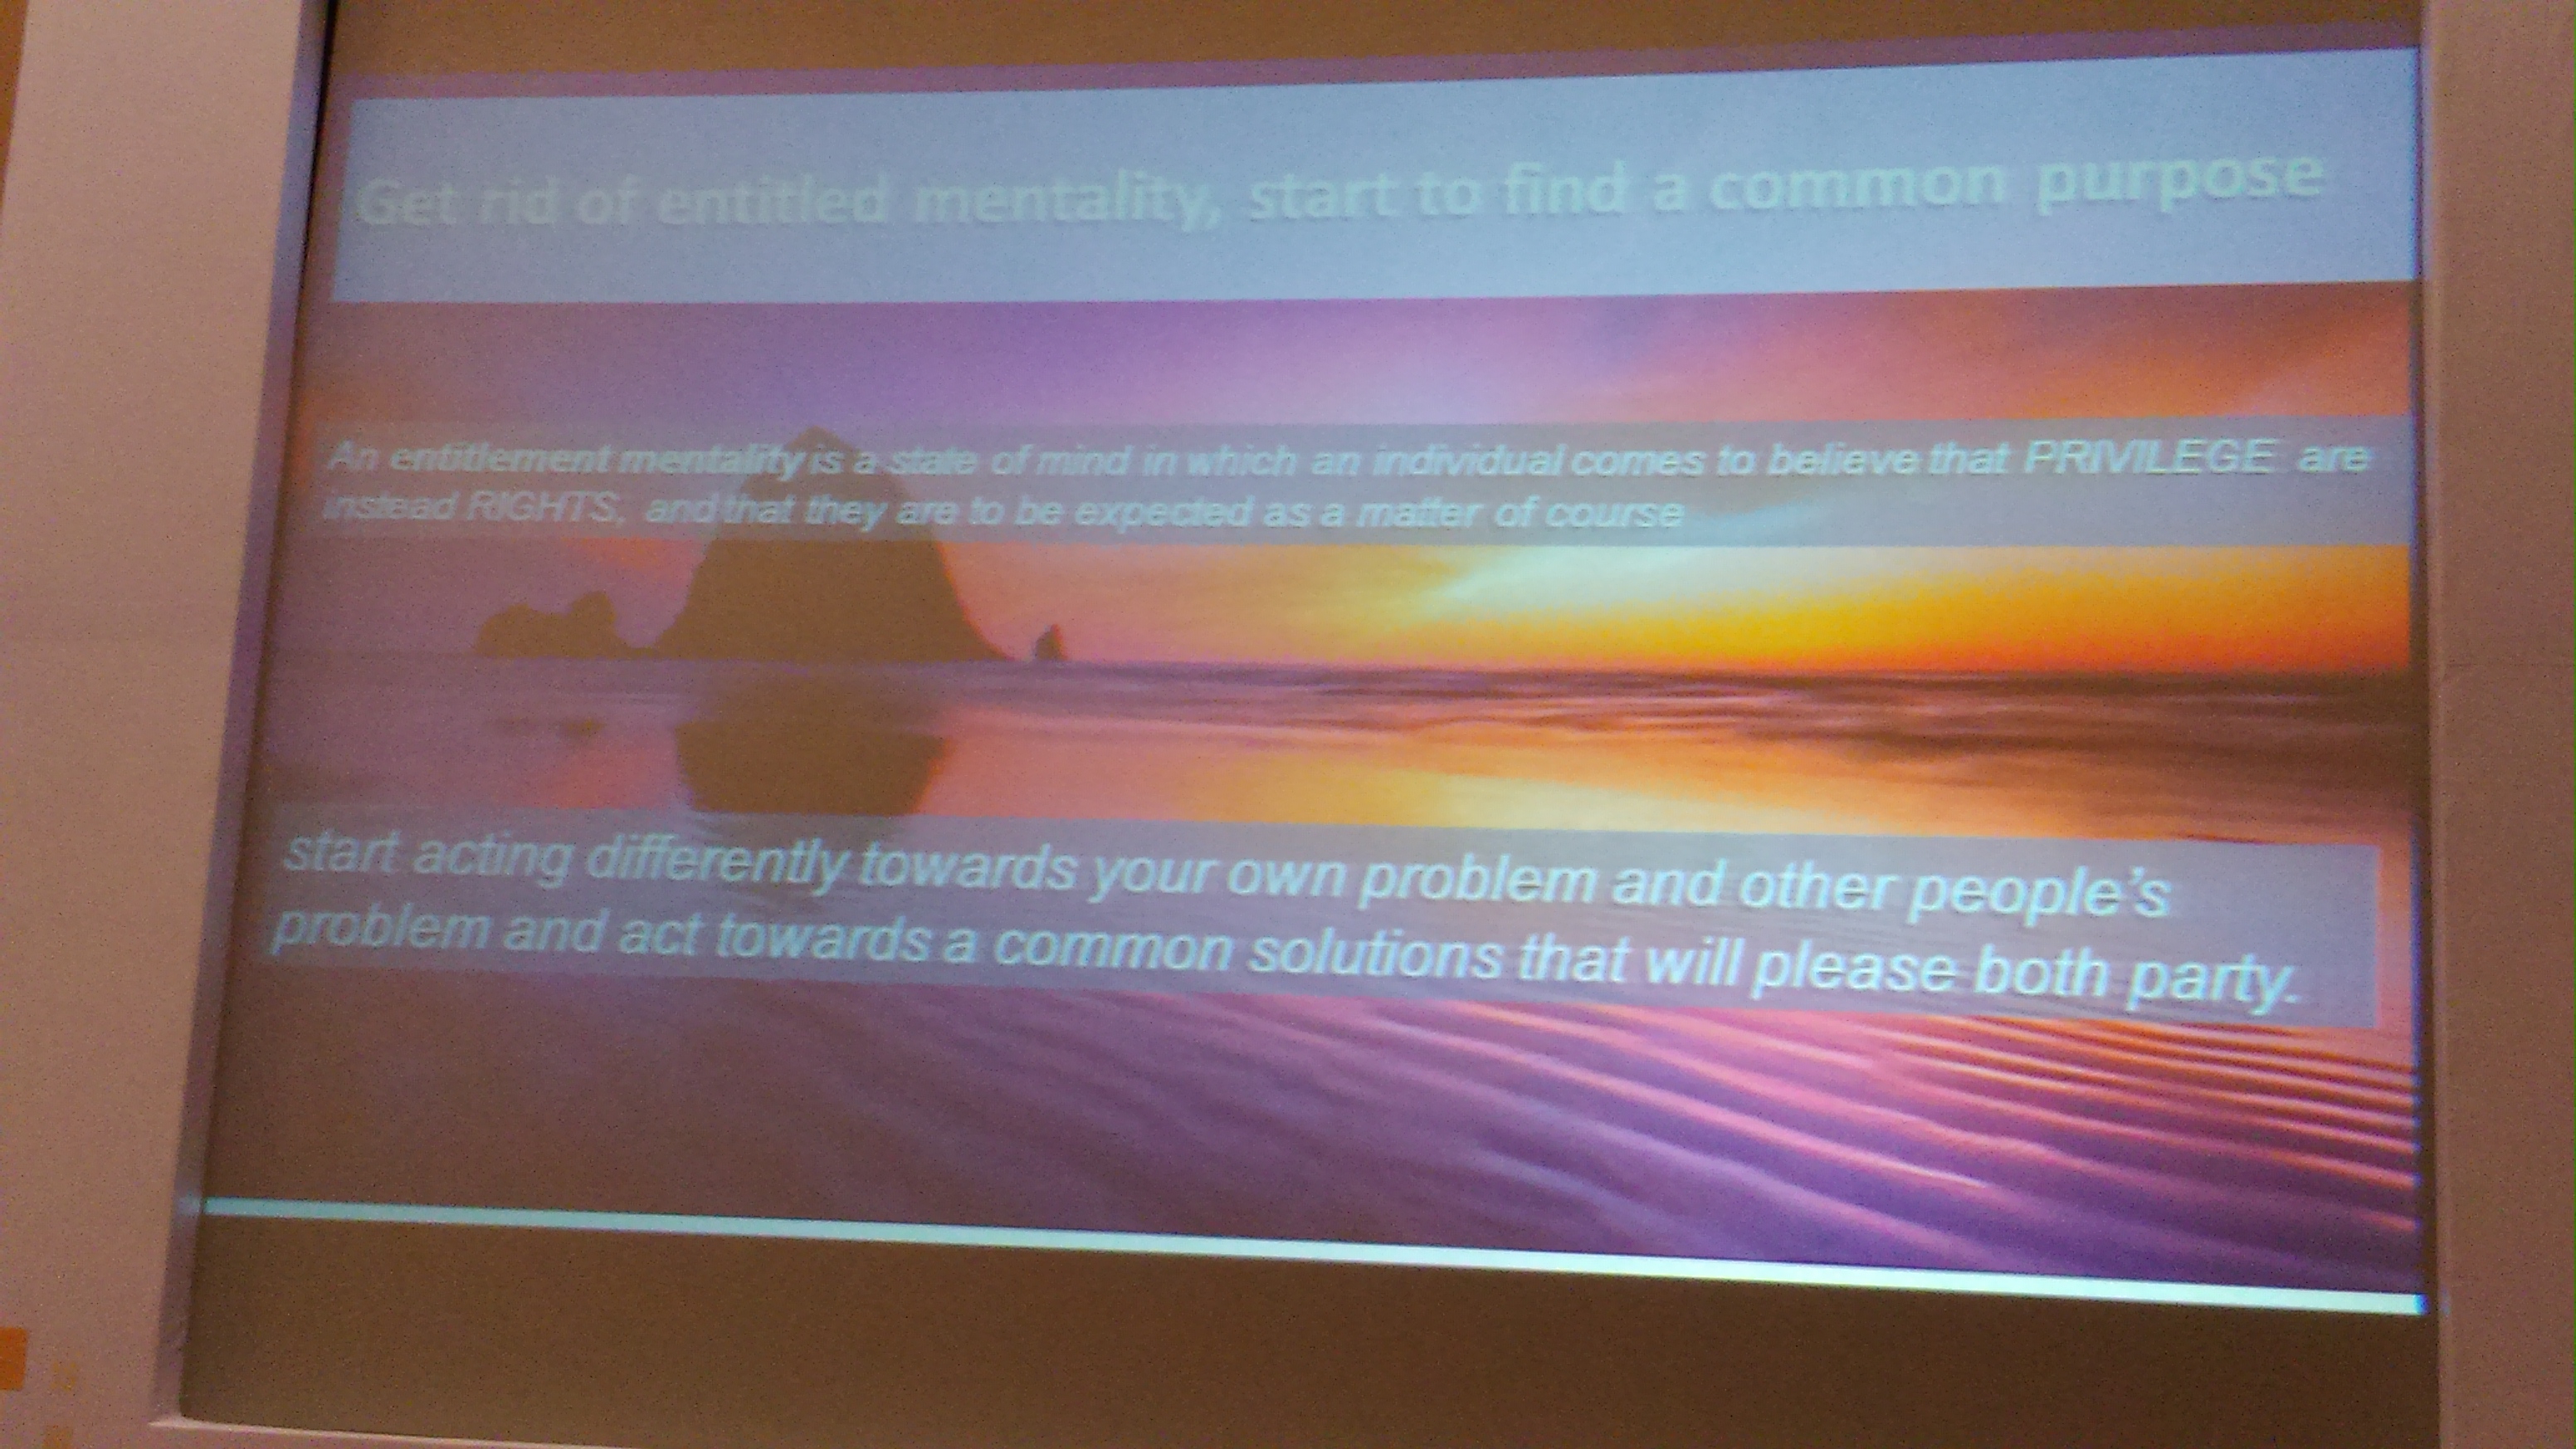 Get rid of entitled mentality, start to find a common purpose
An entitlement mentality is a state of mind in which an individual comes to believe that PRIVILEGE are
instead RIGHTS, and that they are to be expected as a matter of course
start acting differently towards your own problem and other people's
problem and act towards a common solutions that will please both party.